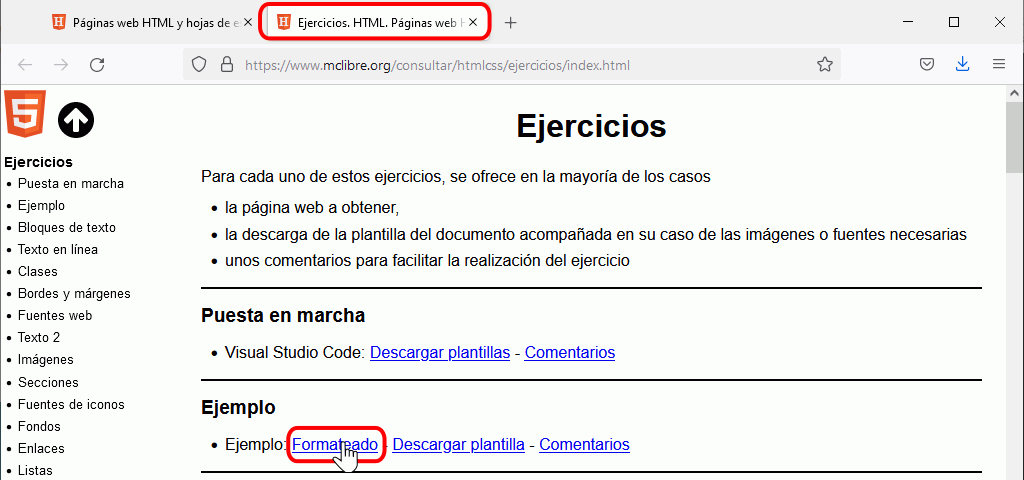 Páginas web HTML y hojas de es
Ejercicios. HTML. Páginas web H
https://www.mclibre.org/consultar/htmlcss/ejercicios/index.html
5
Ejercicios
Para cada uno de estos ejercicios, se ofrece en la mayoría de los casos
• la página web a obtener,
• la descarga de la plantilla del documento acompañada en su caso de las imágenes o fuentes necesarias
• unos comentarios para facilitar la realización del ejercicio
Puesta en marcha
• Visual Studio Code: Descargar plantillas - Comentarios
Ejemplo
• Ejemplo: Formateado - Descargar plantilla - Comentarios
Ejercicios
• Puesta en marcha
• Ejemplo
• Bloques de texto
• Texto en línea
• Clases
• Bordes y márgenes
• Fuentes web
• Texto 2
• Imágenes
• Secciones
• Fuentes de iconos
• Fondos
• Enlaces
• Listas